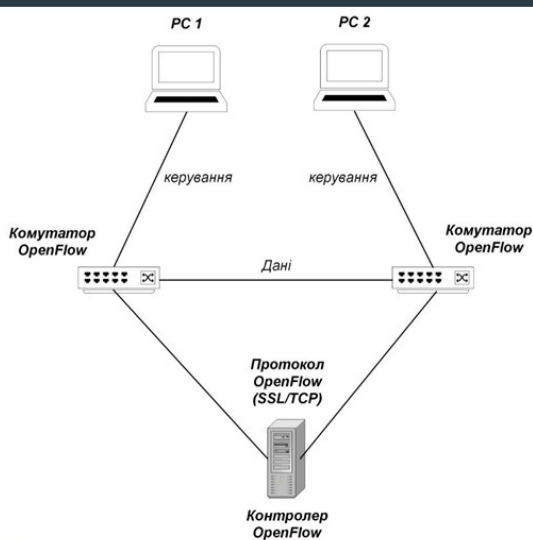 PC 1
PC 2
керування
керування
Комутатор
OpenFlow
Комутатор
OpenFlow
Дані
Протокол
OpenFlow
(SSL/TCP)
Контролер
OpenFlow